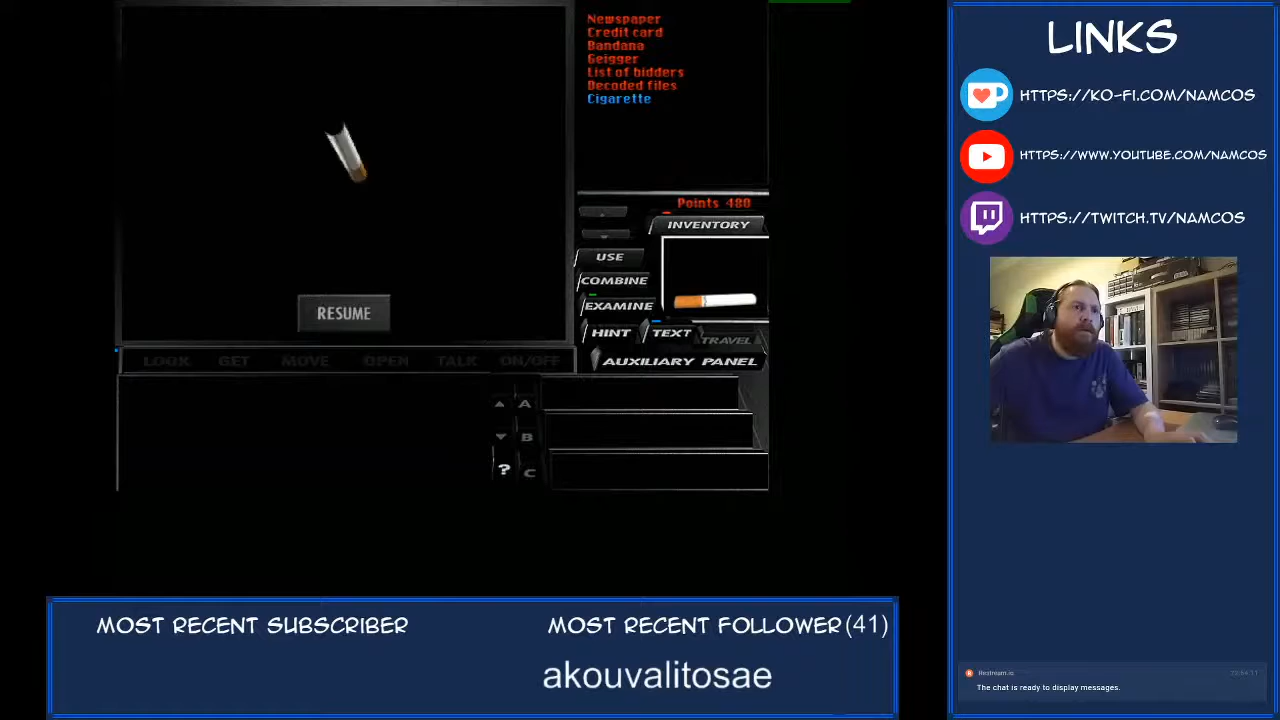 Newspaper
Credit card
Bandana
Geigger
List of bidders
Decoded files
Cigarette
Points 480
INVENTORY
USE
COMBINE
EXAMINE
HINT TEXT TRAVEL
AUXILIARY PANEL
RESUME
LOOK GET MOVE OPEN TALK ON/OFF
A
B
? C
LINKS
HTTPS://KO-FI.COM/NAMCOS
HTTPS://WWW.YOUTUBE.COM/NAMCOS
HTTPS://TWITCH.TV/NAMCOS
MOST RECENT SUBSCRIBER
MOST RECENT FOLLOWER (41)
akouvalitosae
Restream.io
The chat is ready to display messages.